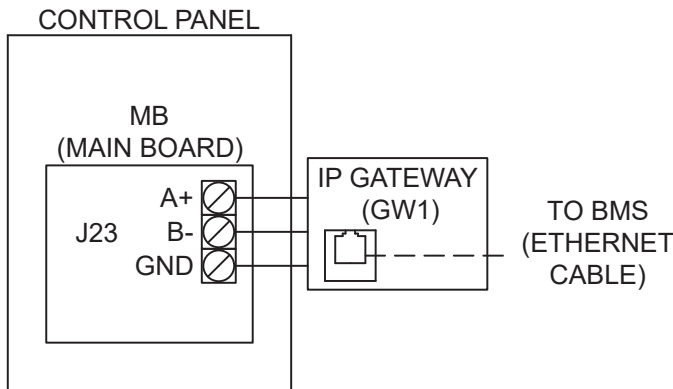 CONTROL PANEL
MB
(MAIN BOARD)
J23
A+
B-
GND
IP GATEWAY
(GW1)
TO BMS
(ETHERNET
CABLE)